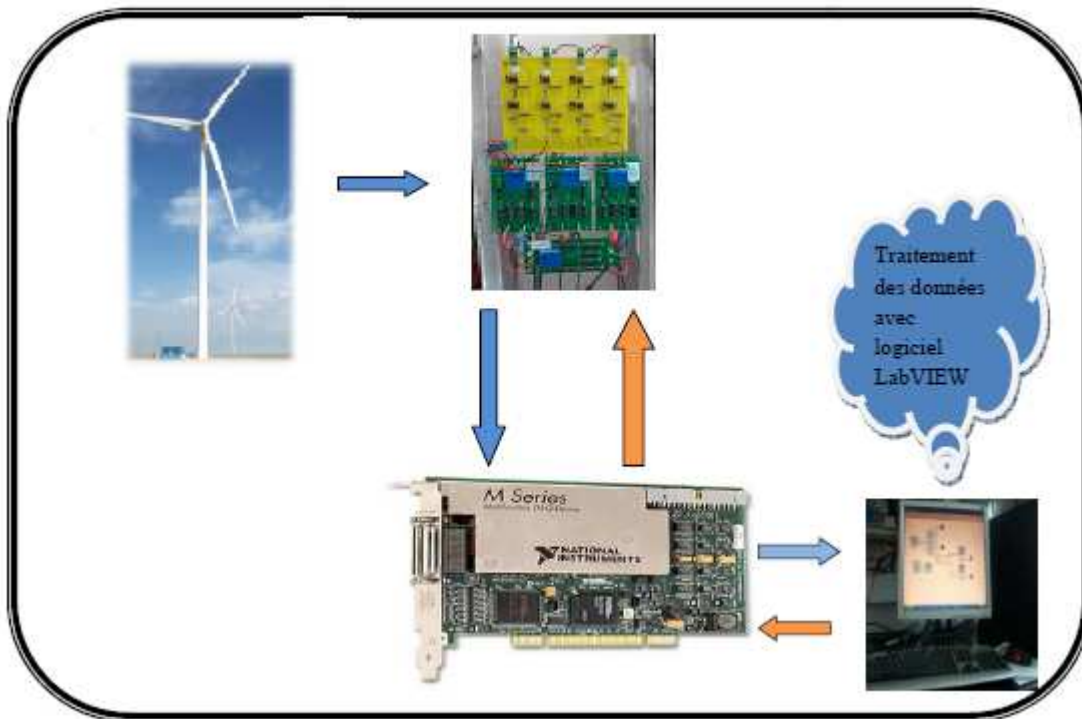 Traitement
des données
avec
logiciel
LabVIEW
M Series
NATIONAL
INSTRUMENTS